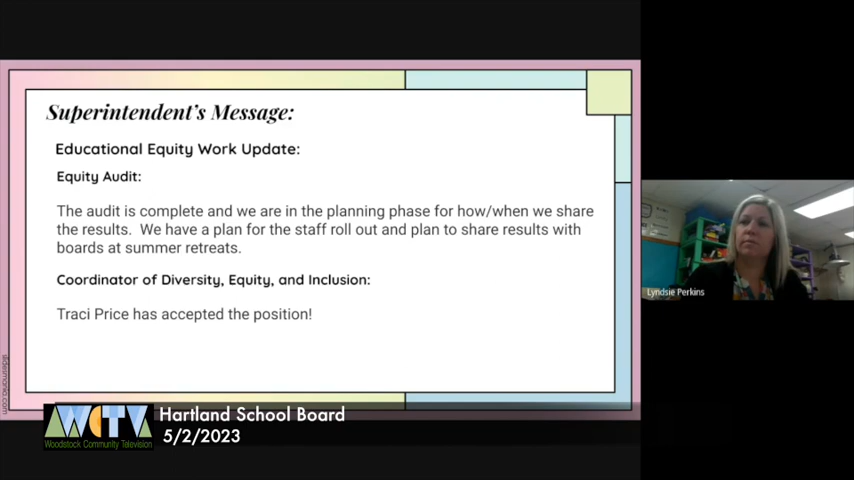 Superintendent's Message:
Educational Equity Work Update:
Equity Audit:
The audit is complete and we are in the planning phase for how/when we share
the results. We have a plan for the staff roll out and plan to share results with
boards at summer retreats.
Coordinator of Diversity, Equity, and Inclusion:
Traci Price has accepted the position!
Lyndsie Perkins
slidesmania.com
WCTV
Woodstock Community Television
Hartland School Board
5/2/2023